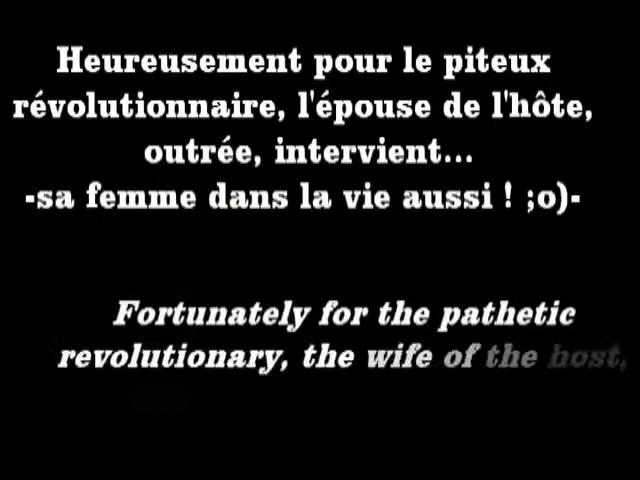 Heureusement pour le piteux
révolutionnaire, l'épouse de l'hôte,
outrée, intervient...
-sa femme dans la vie aussi ! ;o)-
Fortunately for the pathetic
revolutionary, the wife of the host,